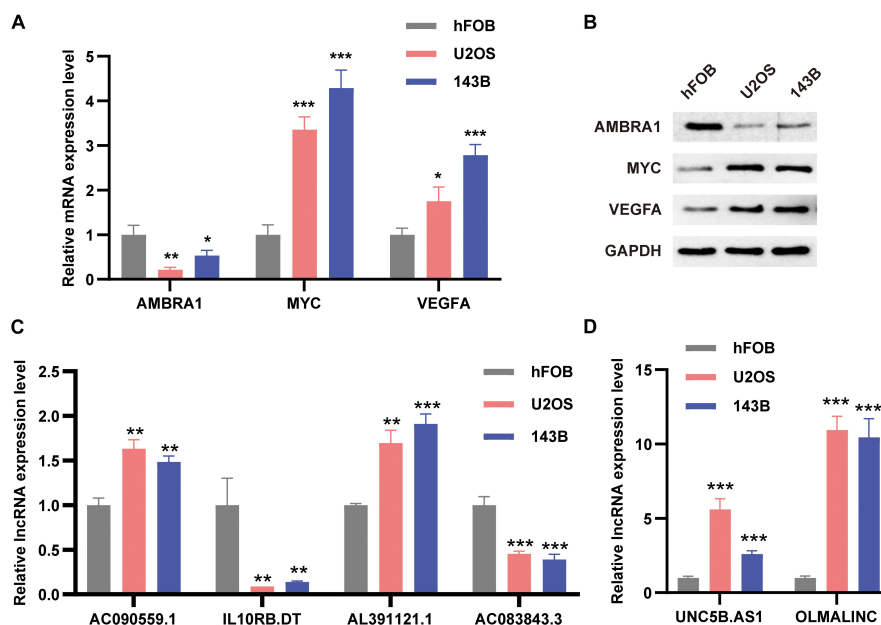 A
hFOB
U2OS
143B
Relative mRNA expression level
5
4
3
2
1
0
** *
*** ***
* ***
AMBRA1 MYC VEGFA
B
hFOB U2OS 143B
AMBRA1
MYC
VEGFA
GAPDH
C
hFOB
U2OS
143B
Relative lncRNA expression level
2.5
2.0
1.5
1.0
0.5
0.0
** **
** **
** ***
*** ***
AC090559.1 IL10RB.DT AL391121.1 AC083843.3
D
hFOB
U2OS
143B
Relative lncRNA expression level
15
10
5
0
*** ***
*** ***
UNC5B.AS1 OLMALINC